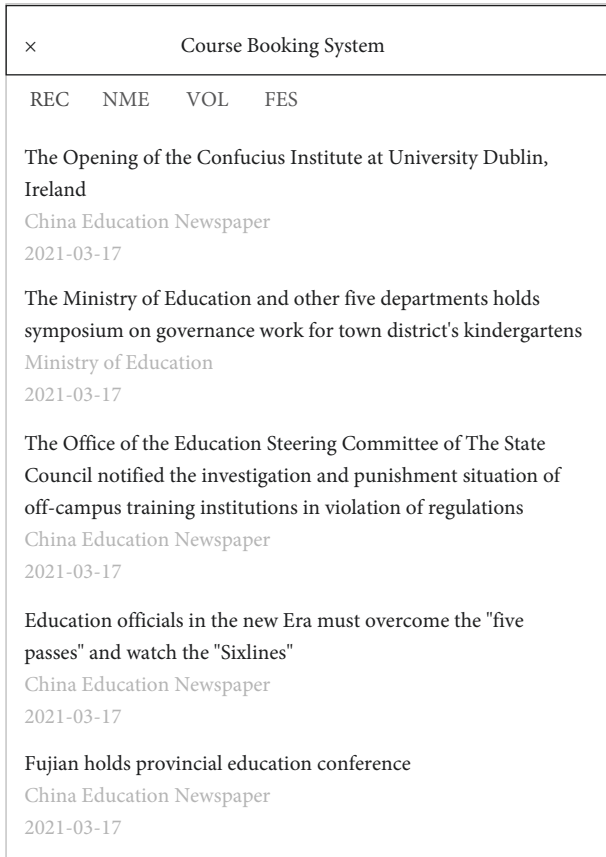 × Course Booking System
REC NME VOL FES
The Opening of the Confucius Institute at University Dublin,
Ireland
China Education Newspaper
2021-03-17
The Ministry of Education and other five departments holds
symposium on governance work for town district's kindergartens
Ministry of Education
2021-03-17
The Office of the Education Steering Committee of The State
Council notified the investigation and punishment situation of
off-campus training institutions in violation of regulations
China Education Newspaper
2021-03-17
Education officials in the new Era must overcome the "five
passes" and watch the "Sixlines"
China Education Newspaper
2021-03-17
Fujian holds provincial education conference
China Education Newspaper
2021-03-17